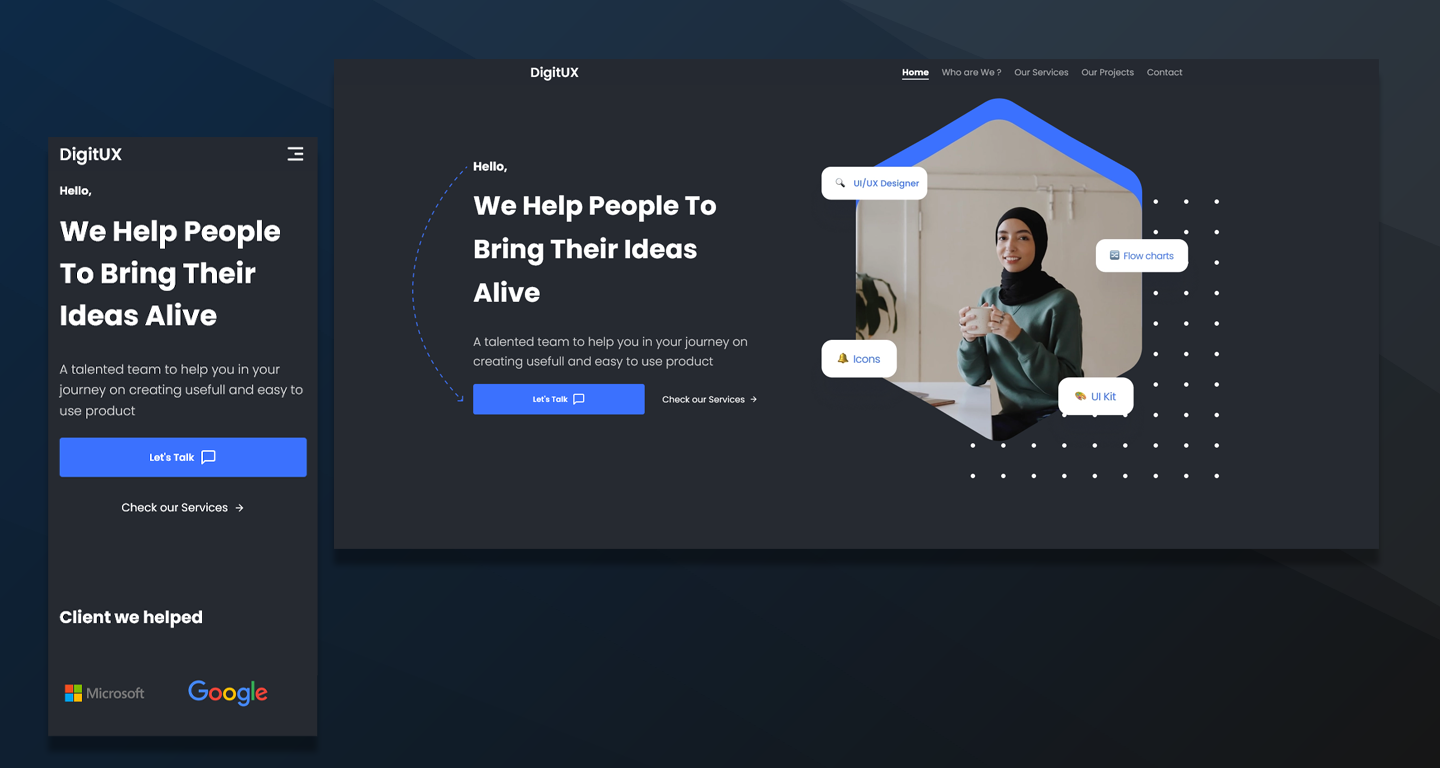 DigitUX
Hello,
We Help People
To Bring Their
Ideas Alive
A talented team to help you in your
journey on creating usefull and easy to
use product
Let's Talk
Check our Services →
Client we helped
Microsoft
Google
DigitUX
Home Who are We ? Our Services Our Projects Contact
Hello,
We Help People To
Bring Their Ideas
Alive
A talented team to help you in your journey on
creating usefull and easy to use product
Let's Talk
Check our Services →
UI/UX Designer
Flow charts
Icons
UI Kit